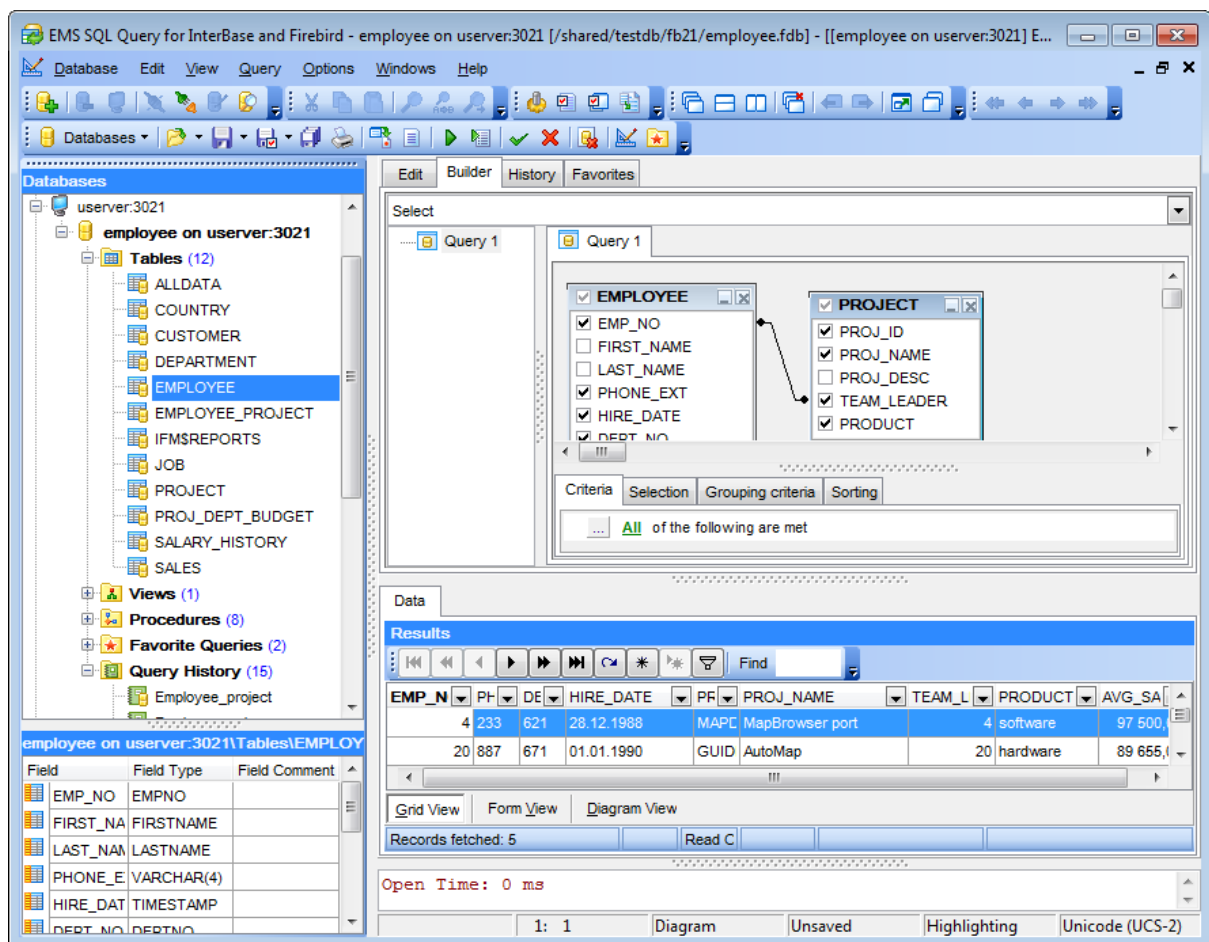 EMS SQL Query for InterBase and Firebird - employee on userver:3021 [/shared/testdb/fb21/employee.fdb] - [[employee on userver:3021] E...
Database Edit View Query Options Windows Help
Databases
Databases
userver:3021
employee on userver:3021
Tables (12)
ALLDATA
COUNTRY
CUSTOMER
DEPARTMENT
EMPLOYEE
EMPLOYEE_PROJECT
IFM$REPORTS
JOB
PROJECT
PROJ_DEPT_BUDGET
SALARY_HISTORY
SALES
Views (1)
Procedures (8)
Favorite Queries (2)
Query History (15)
Employee_project
employee on userver:3021\Tables\EMPLOY
Field Field Type Field Comment
EMP_NO EMPNO
FIRST_NA FIRSTNAME
LAST_NAM LASTNAME
PHONE_E VARCHAR(4)
HIRE_DAT TIMESTAMP
DEPT_NO DEPTNO
Edit Builder History Favorites
Select
Query 1
Query 1
EMPLOYEE
EMP_NO
FIRST_NAME
LAST_NAME
PHONE_EXT
HIRE_DATE
DEPT_NO
PROJECT
PROJ_ID
PROJ_NAME
PROJ_DESC
TEAM_LEADER
PRODUCT
Criteria Selection Grouping criteria Sorting
... All of the following are met
Data
Results
Find
EMP_N PH DE HIRE_DATE PR PROJ_NAME TEAM_L PRODUCT AVG_SA
4 233 621 28.12.1988 MAPD MapBrowser port 4 software 97 500,
20 887 671 01.01.1990 GUID AutoMap 20 hardware 89 655,
Grid View Form View Diagram View
Records fetched: 5 Read C
Open Time: 0 ms
1: 1 Diagram Unsaved Highlighting Unicode (UCS-2)